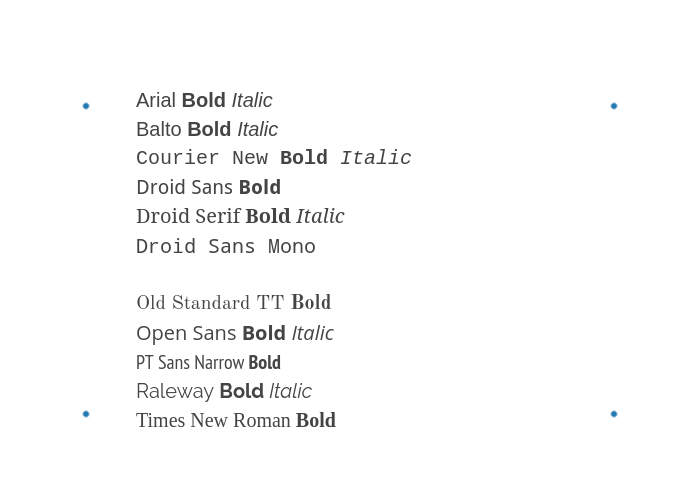 Arial Bold Italic
Balto Bold Italic
Courier New Bold Italic
Droid Sans Bold
Droid Serif Bold Italic
Droid Sans Mono
Old Standard TT Bold
Open Sans Bold Italic
PT Sans Narrow Bold
Raleway Bold Italic
Times New Roman Bold